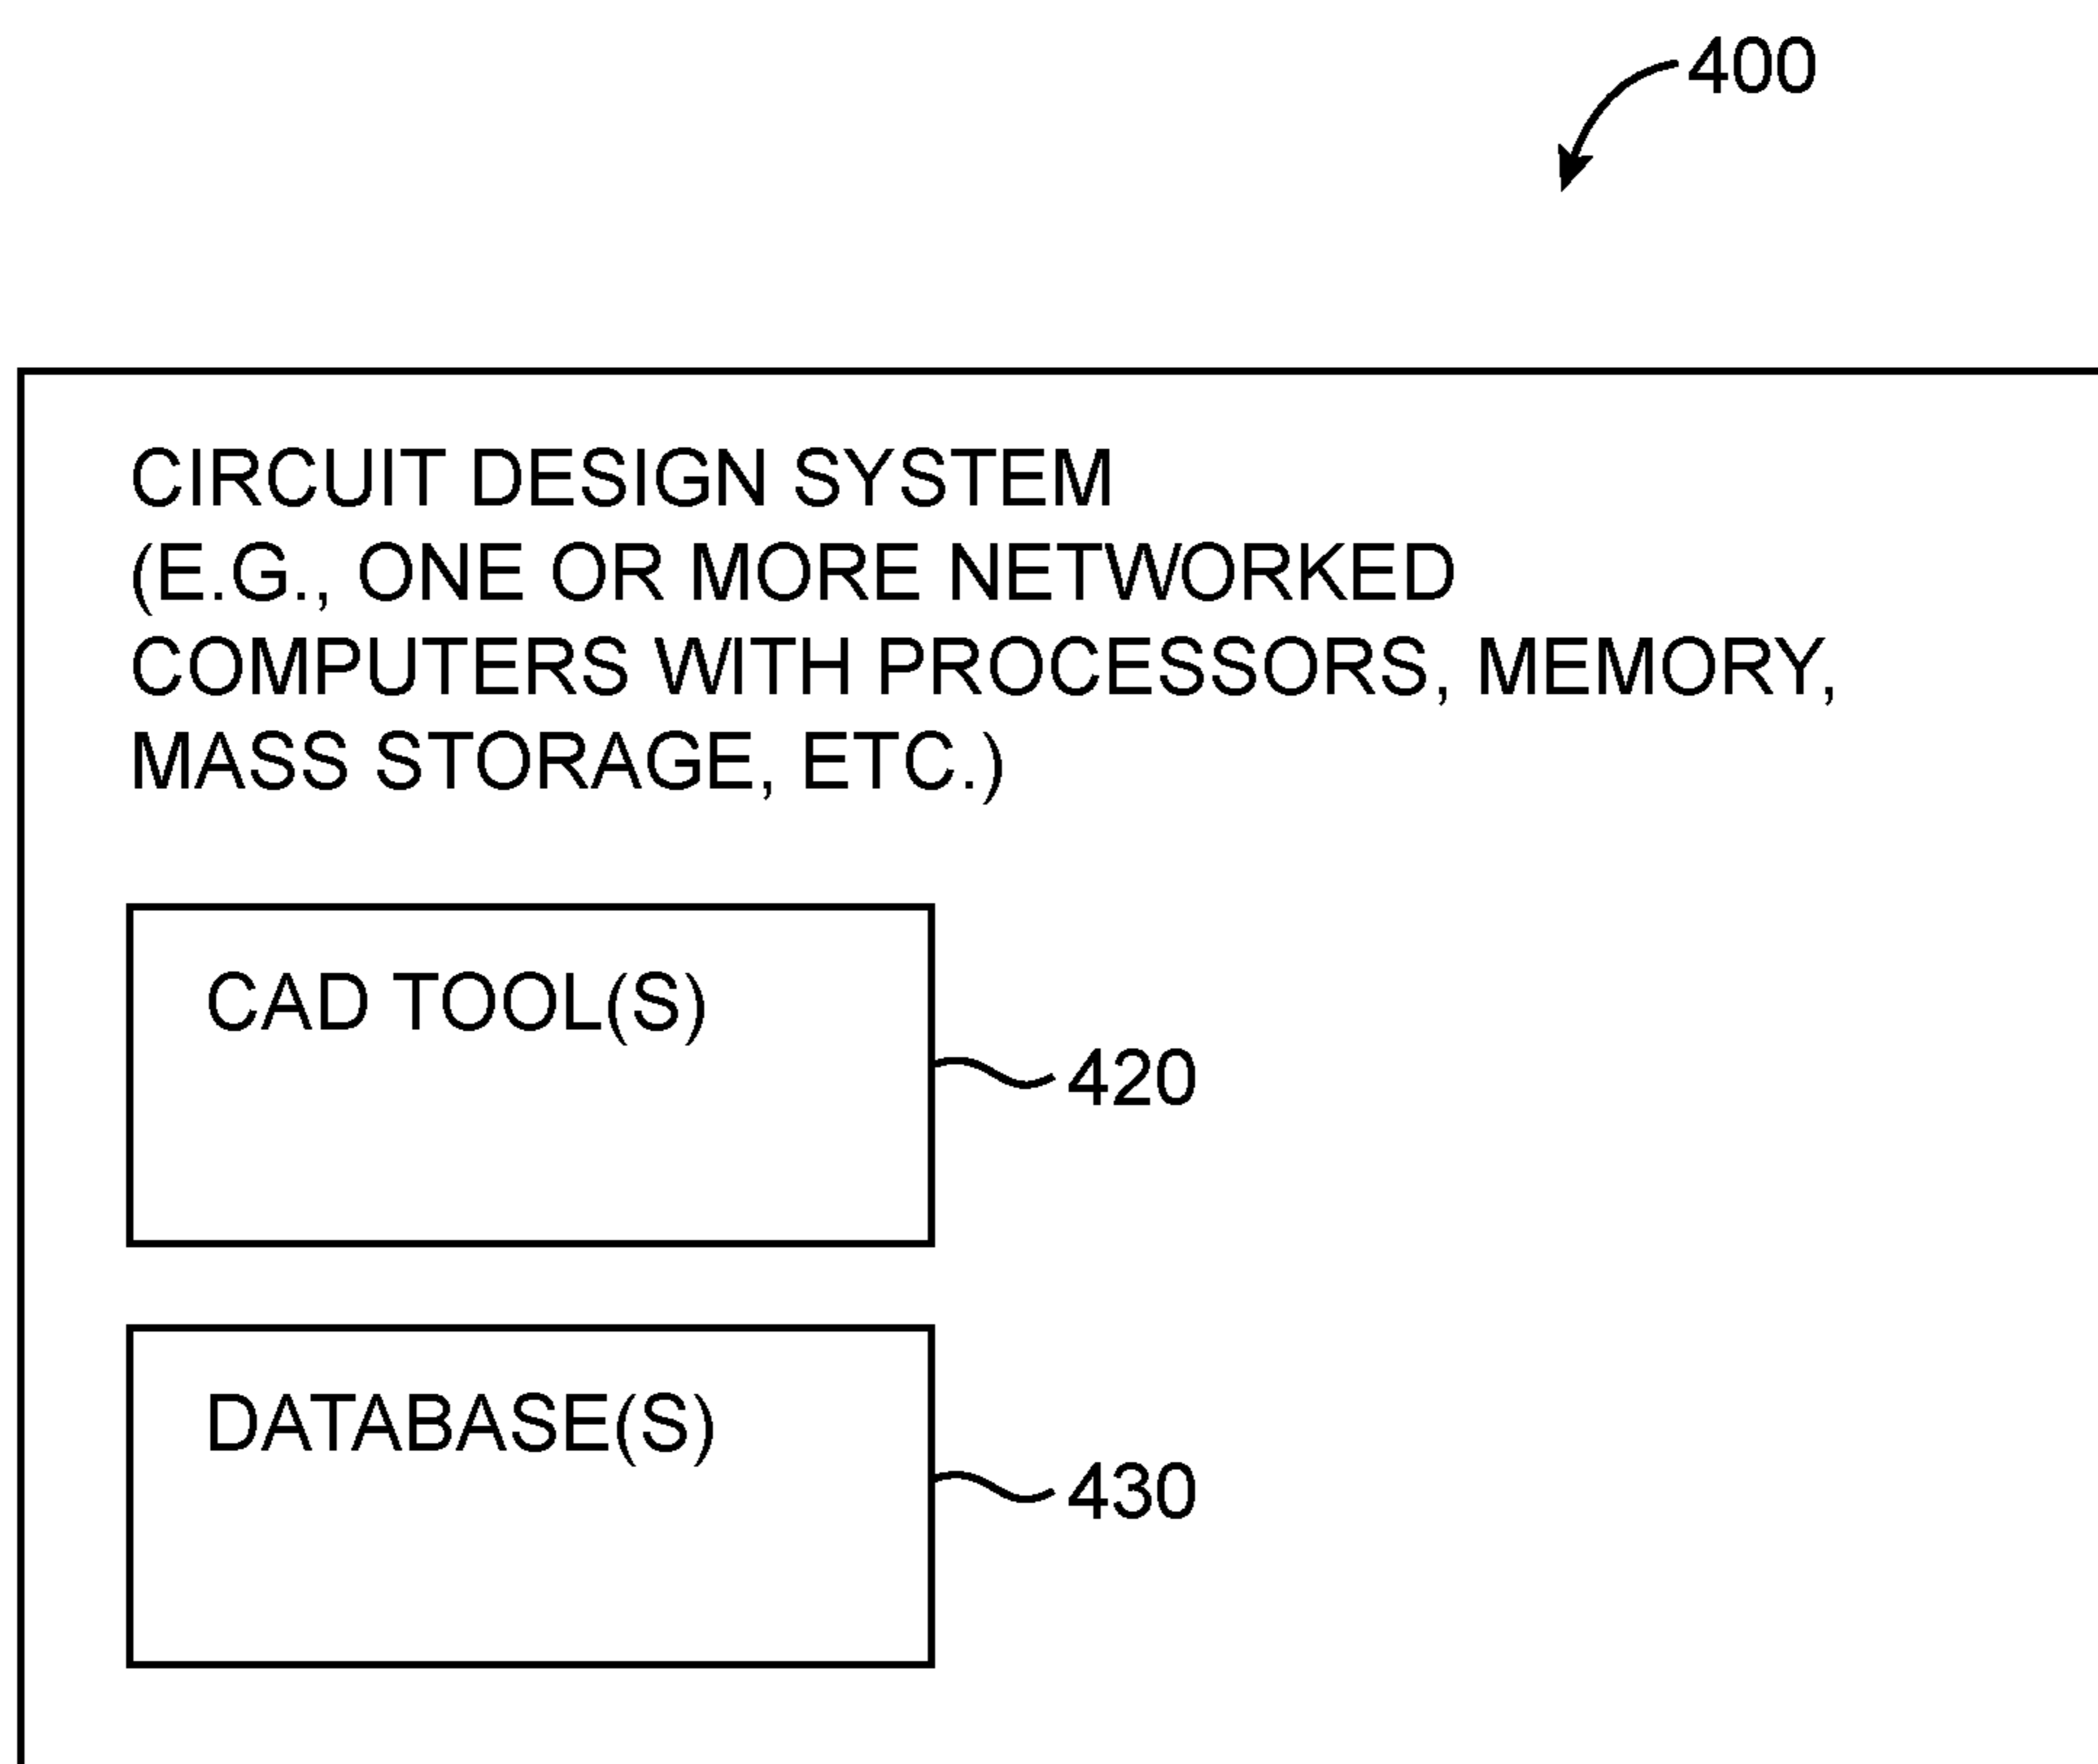 400
CIRCUIT DESIGN SYSTEM
(E.G., ONE OR MORE NETWORKED
COMPUTERS WITH PROCESSORS, MEMORY,
MASS STORAGE, ETC.)
CAD TOOL(S)
420
DATABASE(S)
430